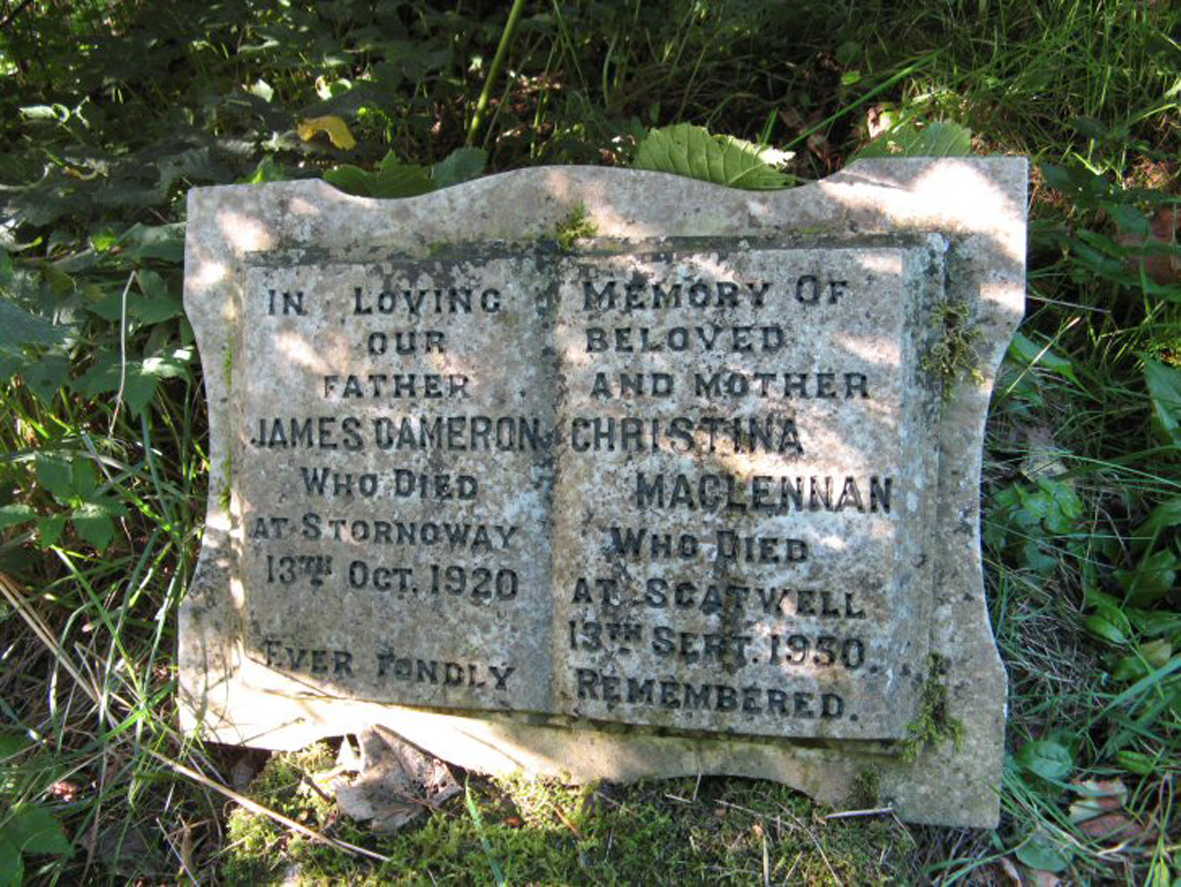 IN LOVING MEMORY OF
OUR BELOVED
FATHER AND MOTHER
JAMES CAMERON
WHO DIED
AT STORNOWAY
13TH OCT. 1920
CHRISTINA
MACLENNAN
WHO DIED
AT SCATWELL
13TH SEPT. 1930.
EVER FONDLY REMEMBERED.